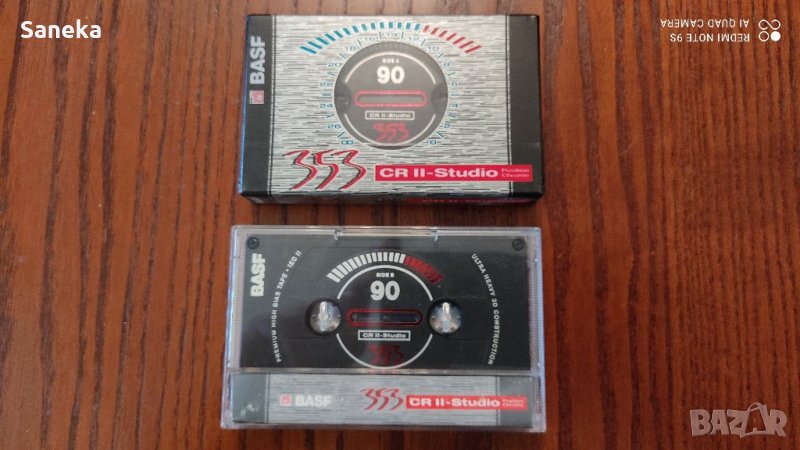 Saneka
REDMI NOTE 9S
AI QUAD CAMERA
BASF
SIDE A
90
CR II-Studio
353
353
CR II-Studio
Position
Chrome
BASF
SIDE B
90
PREMIUM HIGH BIAS TAPE • IEC II
ULTRA HEAVY 3D CONSTRUCTION
CR II-Studio
353
BASF
353
CR II-Studio
Position
Chrome
BAZAR